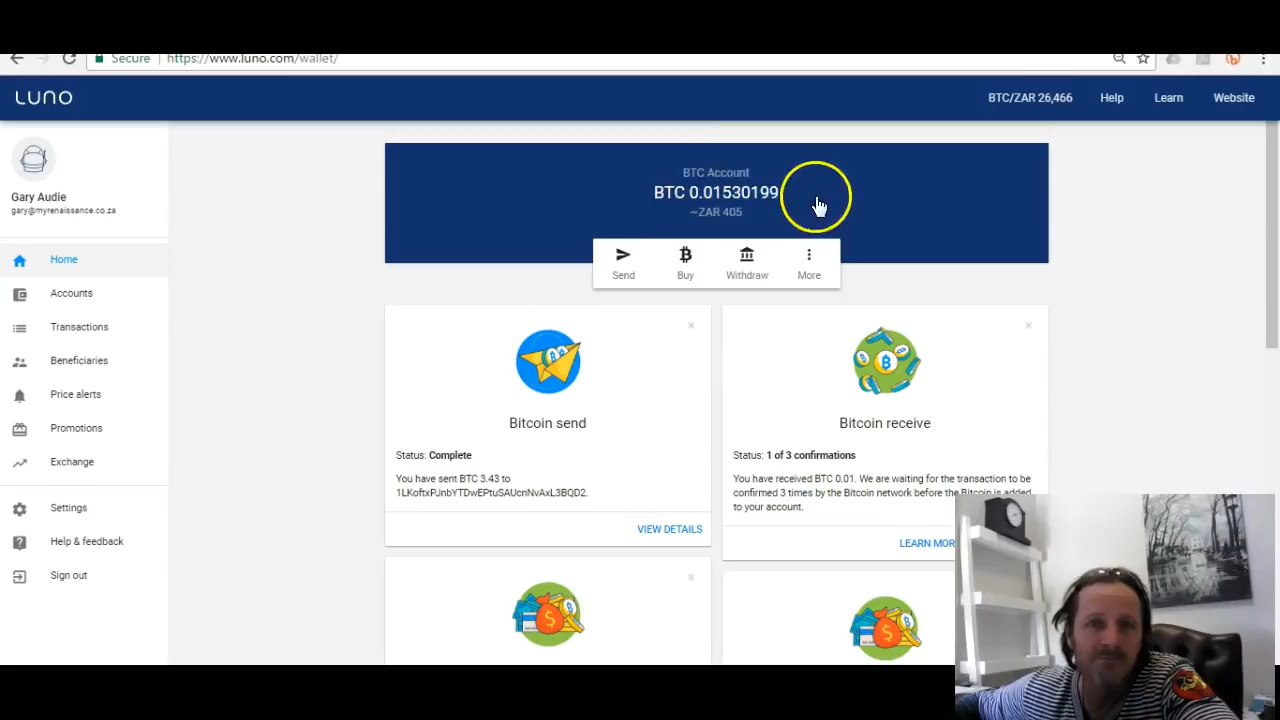 Secure
https://www.luno.com/wallet/
LUNO
BTC/ZAR 26,466
Help
Learn
Website
Gary Audie
gary@myrenaissance.co.za
Home
Accounts
Transactions
Beneficiaries
Price alerts
Promotions
Exchange
Settings
Help & feedback
Sign out
BTC Account
BTC 0.01530199
~ZAR 405
Send
Buy
Withdraw
More
Bitcoin send
Status: Complete
You have sent BTC 3.43 to
1LKoftxPJnbYTDwEPtuSAUcnNvAxL3BQD2.
VIEW DETAILS
Bitcoin receive
Status: 1 of 3 confirmations
You have received BTC 0.01. We are waiting for the transaction to be
confirmed 3 times by the Bitcoin network before the Bitcoin is added
to your account.
LEARN MOR